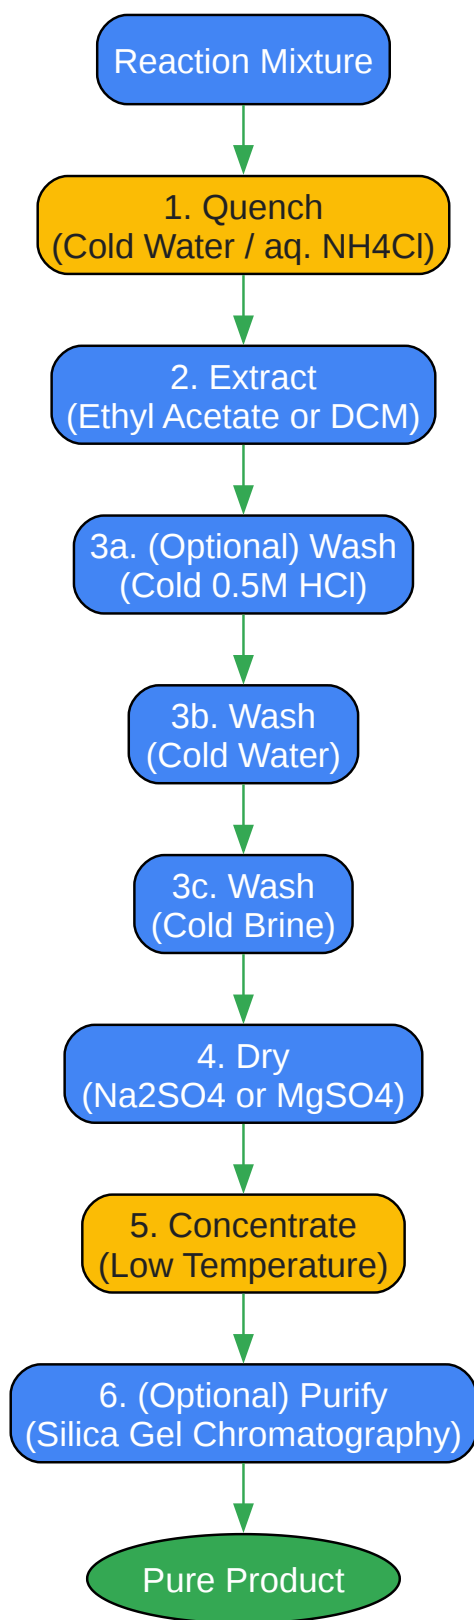 Reaction Mixture
1. Quench
(Cold Water / aq. NH4Cl)
2. Extract
(Ethyl Acetate or DCM)
3a. (Optional) Wash
(Cold 0.5M HCl)
3b. Wash
(Cold Water)
3c. Wash
(Cold Brine)
4. Dry
(Na2SO4 or MgSO4)
5. Concentrate
(Low Temperature)
6. (Optional) Purify
(Silica Gel Chromatography)
Pure Product